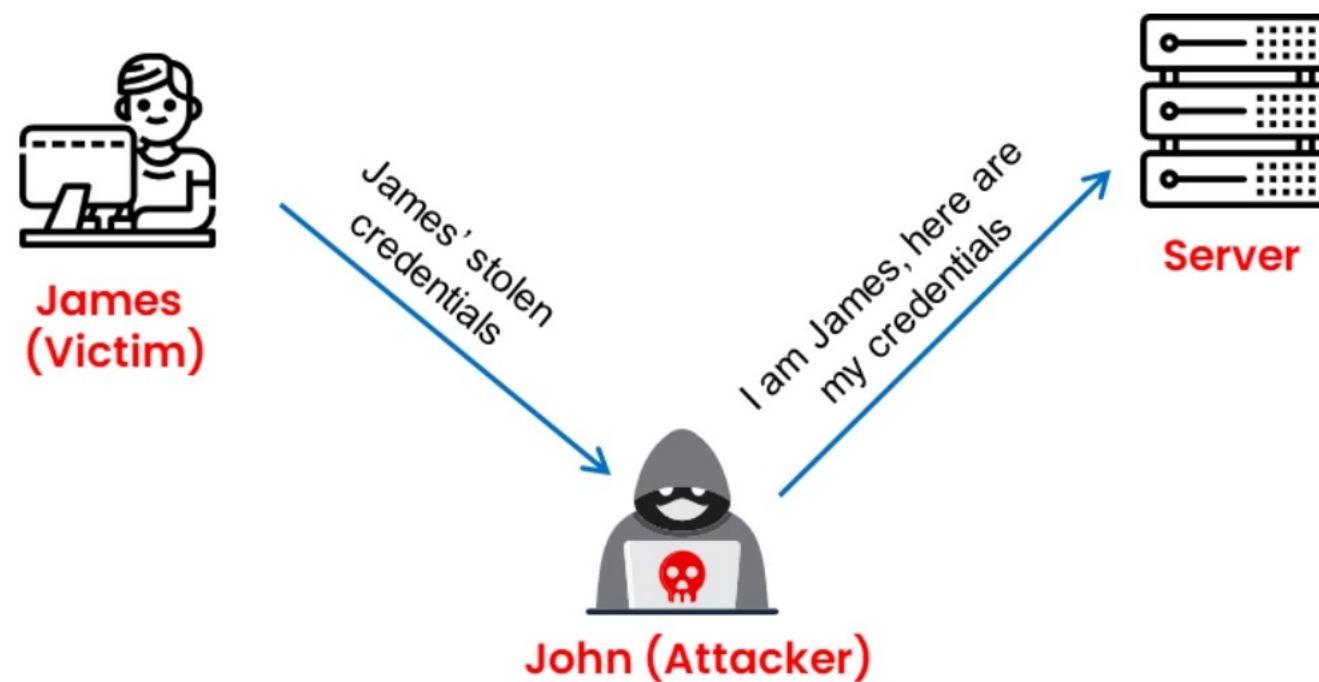 James
(Victim)
James' stolen
credentials
I am James, here are
my credentials
Server
John (Attacker)